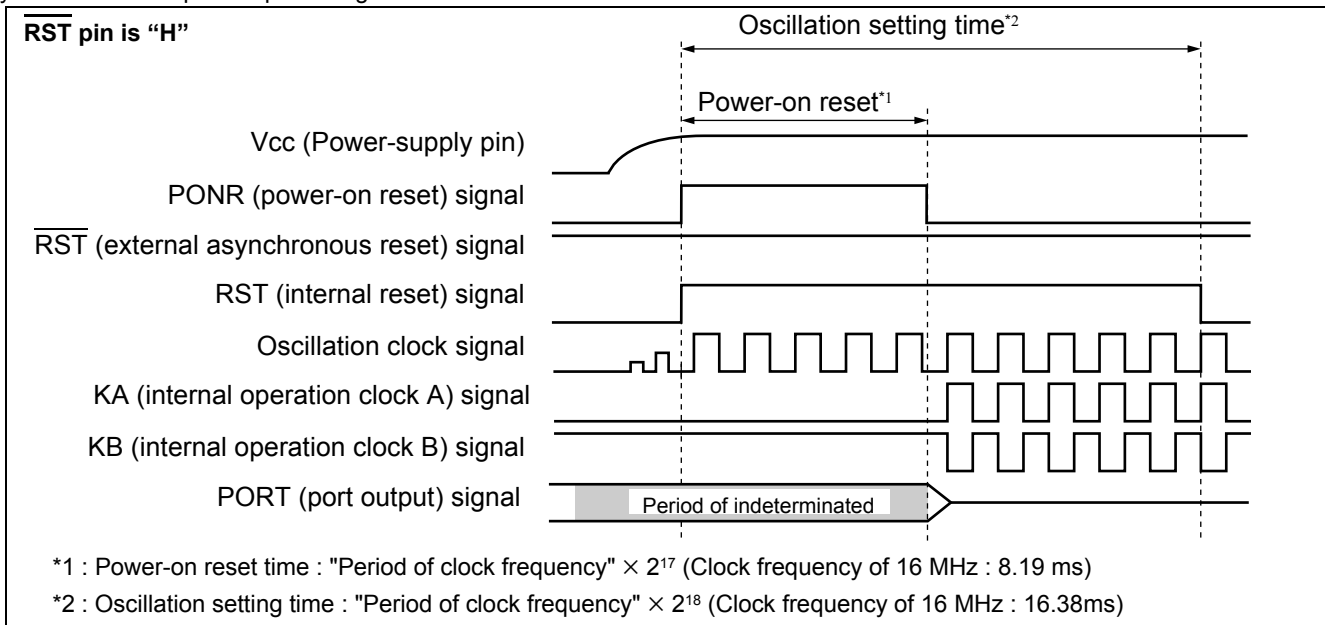 RST pin is “H”
Oscillation setting time*2
Power-on reset*1
Vcc (Power-supply pin)
PONR (power-on reset) signal
RST (external asynchronous reset) signal
RST (internal reset) signal
Oscillation clock signal
KA (internal operation clock A) signal
KB (internal operation clock B) signal
PORT (port output) signal
Period of indeterminated
*1 : Power-on reset time : "Period of clock frequency" × 2¹⁷ (Clock frequency of 16 MHz : 8.19 ms)
*2 : Oscillation setting time : "Period of clock frequency" × 2¹⁸ (Clock frequency of 16 MHz : 16.38ms)